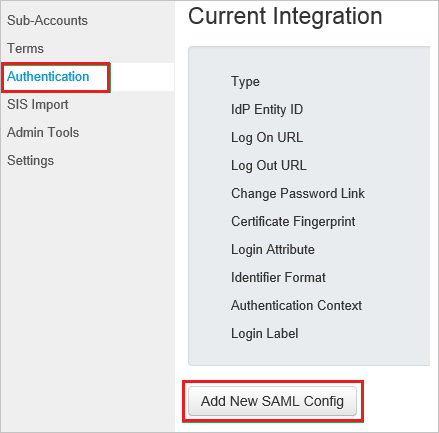 Sub-Accounts
Terms
Authentication
SIS Import
Admin Tools
Settings
Current Integration
Type
IdP Entity ID
Log On URL
Log Out URL
Change Password Link
Certificate Fingerprint
Login Attribute
Identifier Format
Authentication Context
Login Label
Add New SAML Config